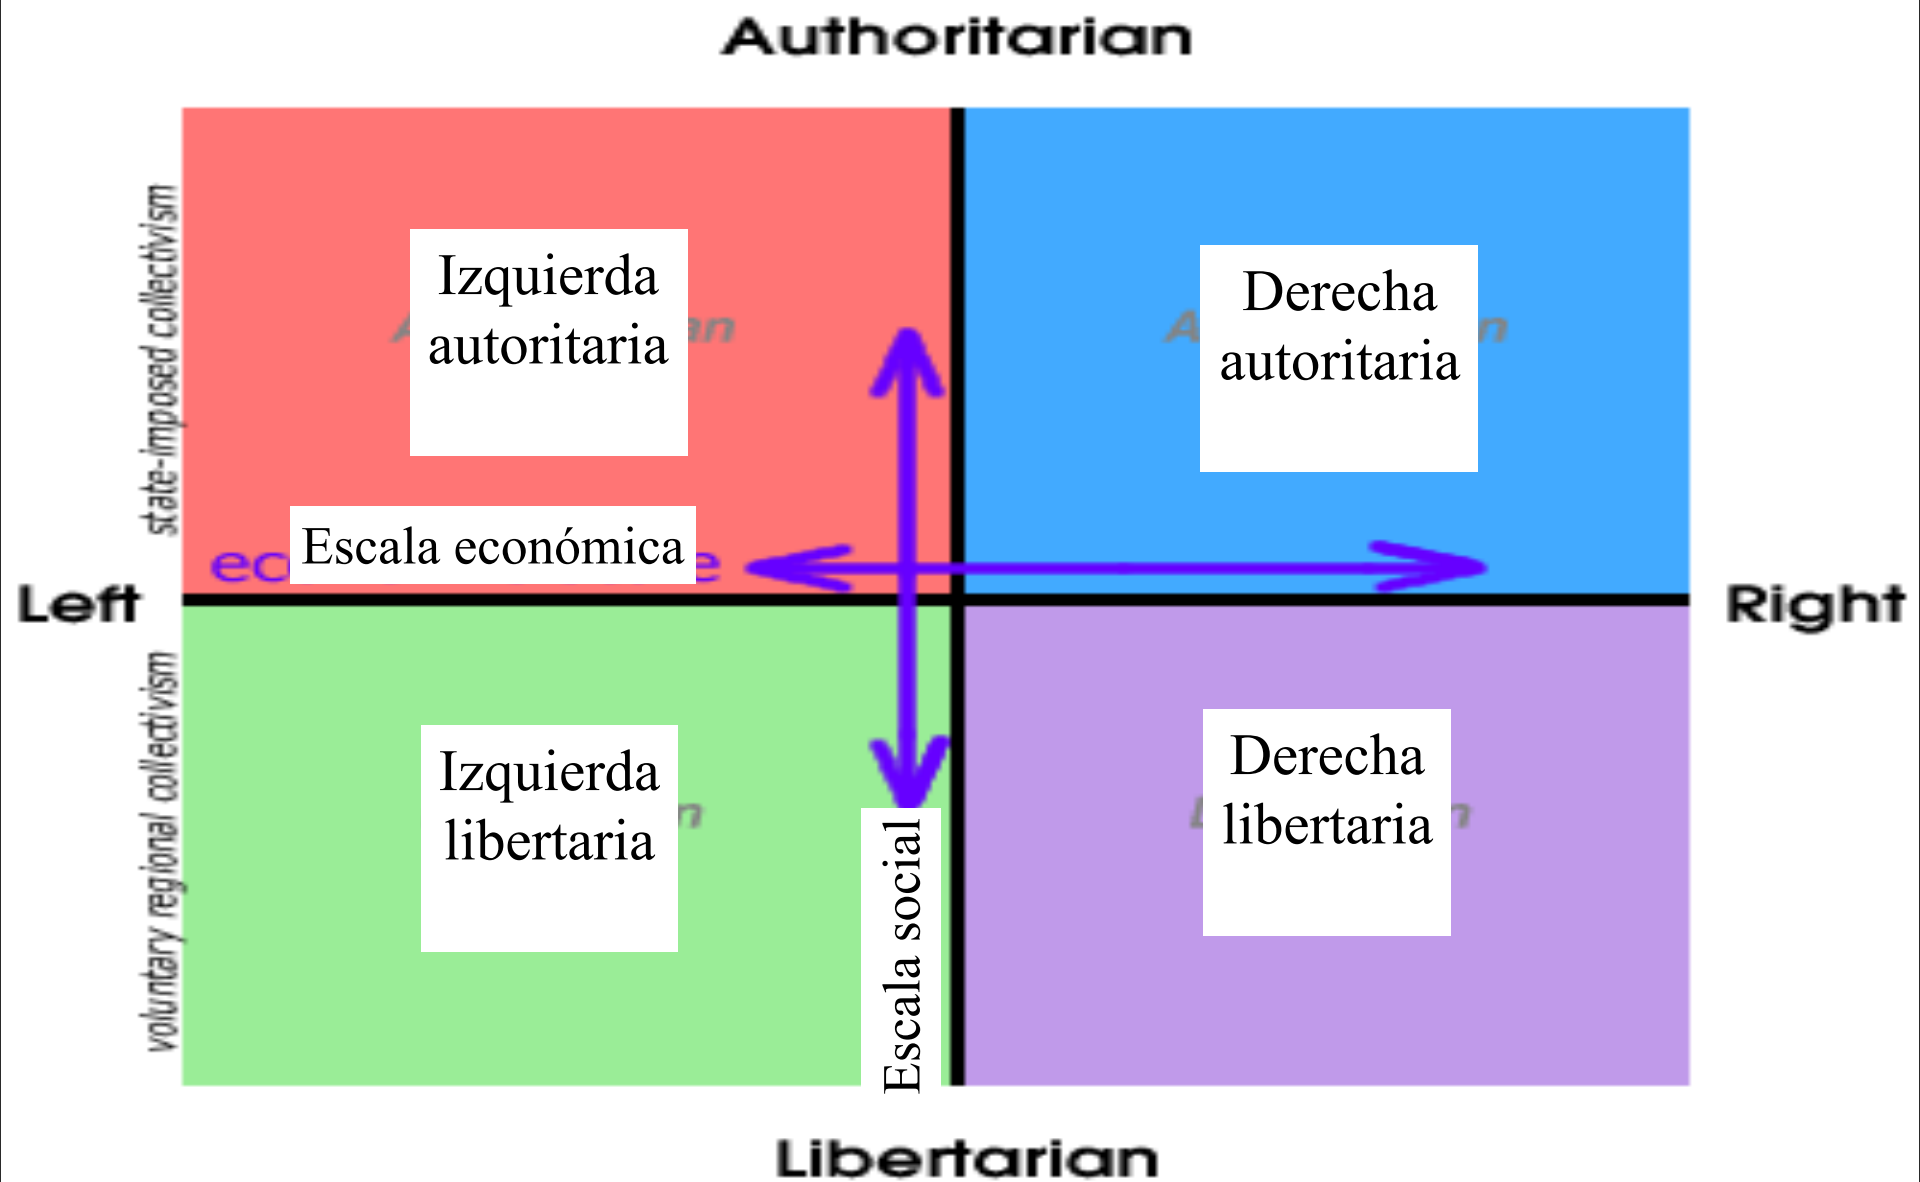 Authoritarian
state-imposed collectivism
Izquierda
autoritaria
Derecha
autoritaria
Escala económica
Left
Right
voluntary regional collectivism
Izquierda
libertaria
Derecha
libertaria
Escala social
Libertarian